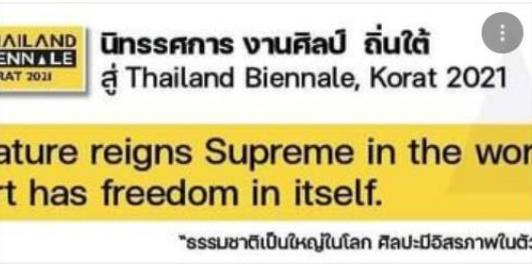 THAILAND
BIENNALE
KORAT 2021
นิทรรศการ งานศิลป์ ถิ่นใต้
สู่ Thailand Biennale, Korat 2021
ature reigns Supreme in the wor
rt has freedom in itself.
"ธรรมชาติเป็นใหญ่ในโลก ศิลปะมีอิสรภาพในตัว